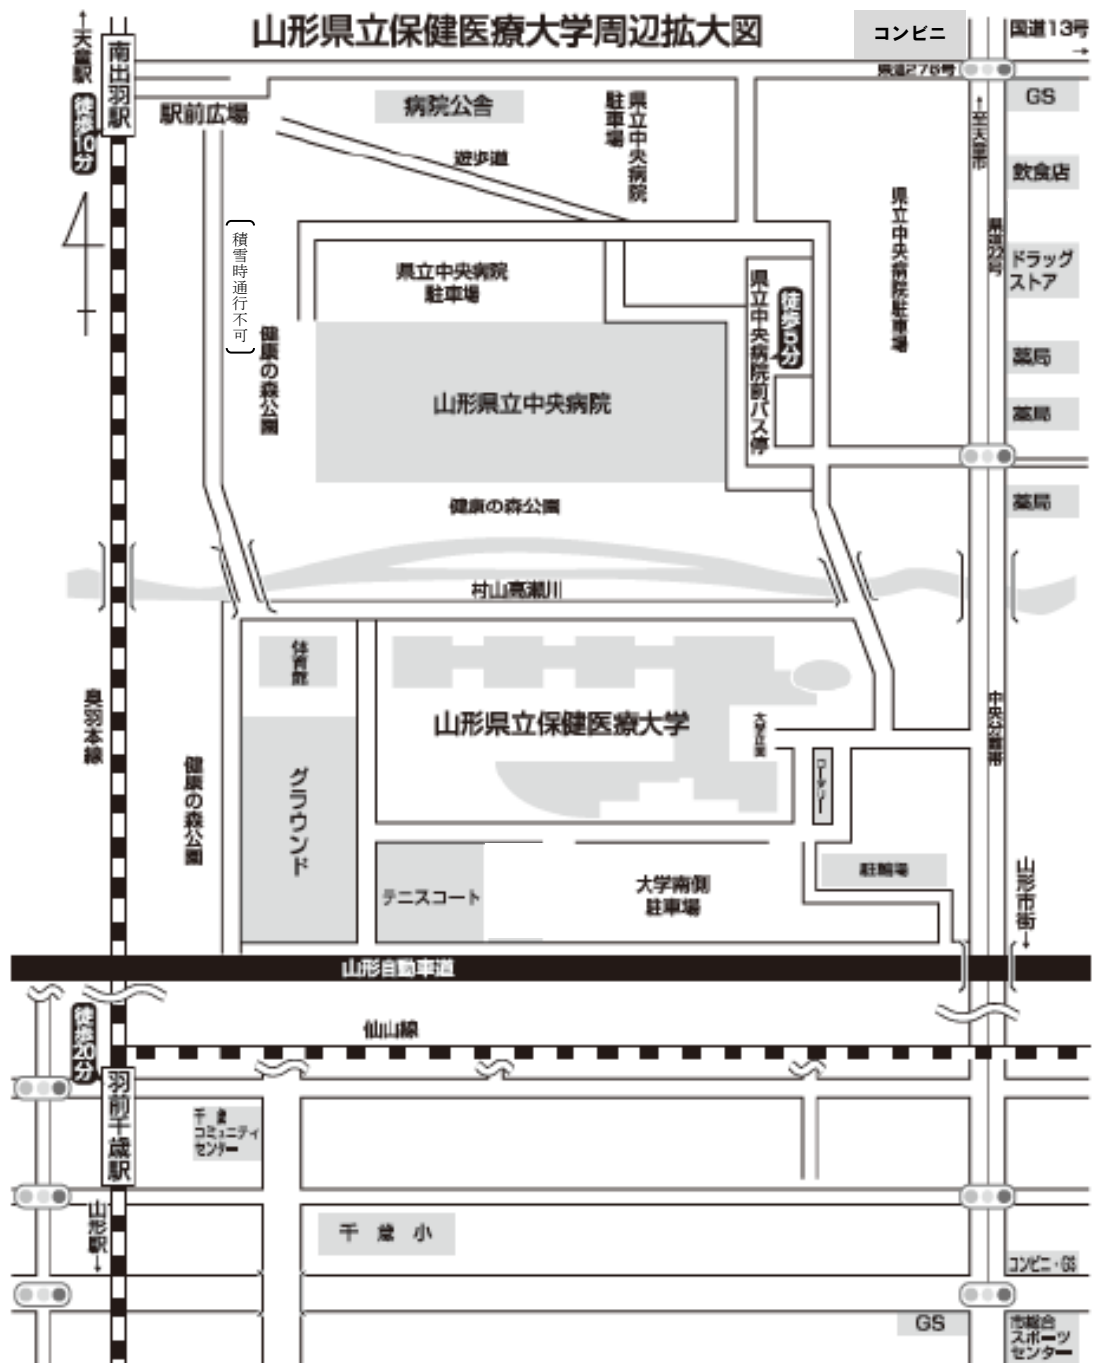 山形県立保健医療大学周辺拡大図
コンビニ
国道13号
→
県道276号
←天童駅
南出羽駅
徒歩10分
駅前広場
病院公舎
県立中央病院
駐車場
遊歩道
GS
←至天童市
飲食店
県道22号
ドラッグ
ストア
県立中央病院駐車場
積雪時通行不可
県立中央病院
駐車場
県立中央病院前バス停
徒歩5分
健康の森公園
薬局
山形県立中央病院
薬局
健康の森公園
薬局
村山高瀬川
体育館
奥羽本線
山形県立保健医療大学
大学正面
中央分離帯
ロータリー
健康の森公園
グラウンド
テニスコート
大学南側
駐車場
駐輪場
山形市街→
山形自動車道
仙山線
徒歩20分
羽前千歳駅
千歳
コミュニティ
センター
山形駅→
千歳小
コンビニ・GS
GS
市総合
スポーツ
センター